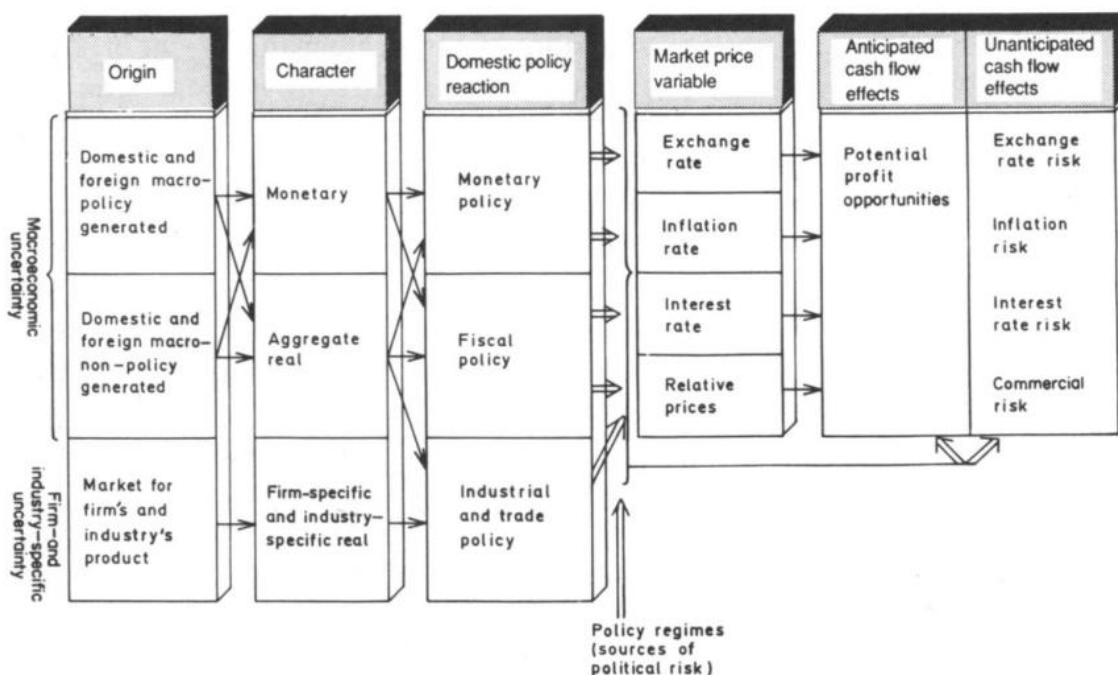 Origin
Character
Domestic policy
reaction
Market price
variable
Anticipated
cash flow
effects
Unanticipated
cash flow
effects
Macroeconomic
uncertainty
Domestic and
foreign macro-
policy
generated
Monetary
Monetary
policy
Exchange
rate
Potential
profit
opportunities
Exchange
rate risk
Inflation
rate
Inflation
risk
Domestic and
foreign macro-
non-policy
generated
Aggregate
real
Fiscal
policy
Interest
rate
Interest
rate risk
Relative
prices
Commercial
risk
Firm-and
industry-specific
uncertainty
Market for
firm's and
industry's
product
Firm-specific
and industry-
specific real
Industrial
and trade
policy
Policy regimes
(sources of
political risk)